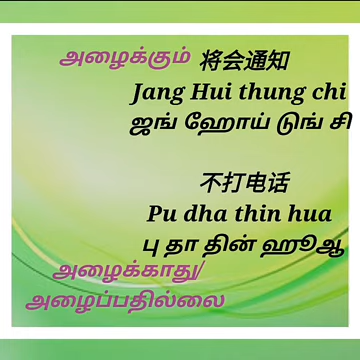 அழைக்கும் 将会通知
Jang Hui thung chi
ஜங் ஹோய் டுங் சி
不打电话
Pu dha thin hua
பு தா தின் ஹூஆ
அழைக்காது/
அழைப்பதில்லை